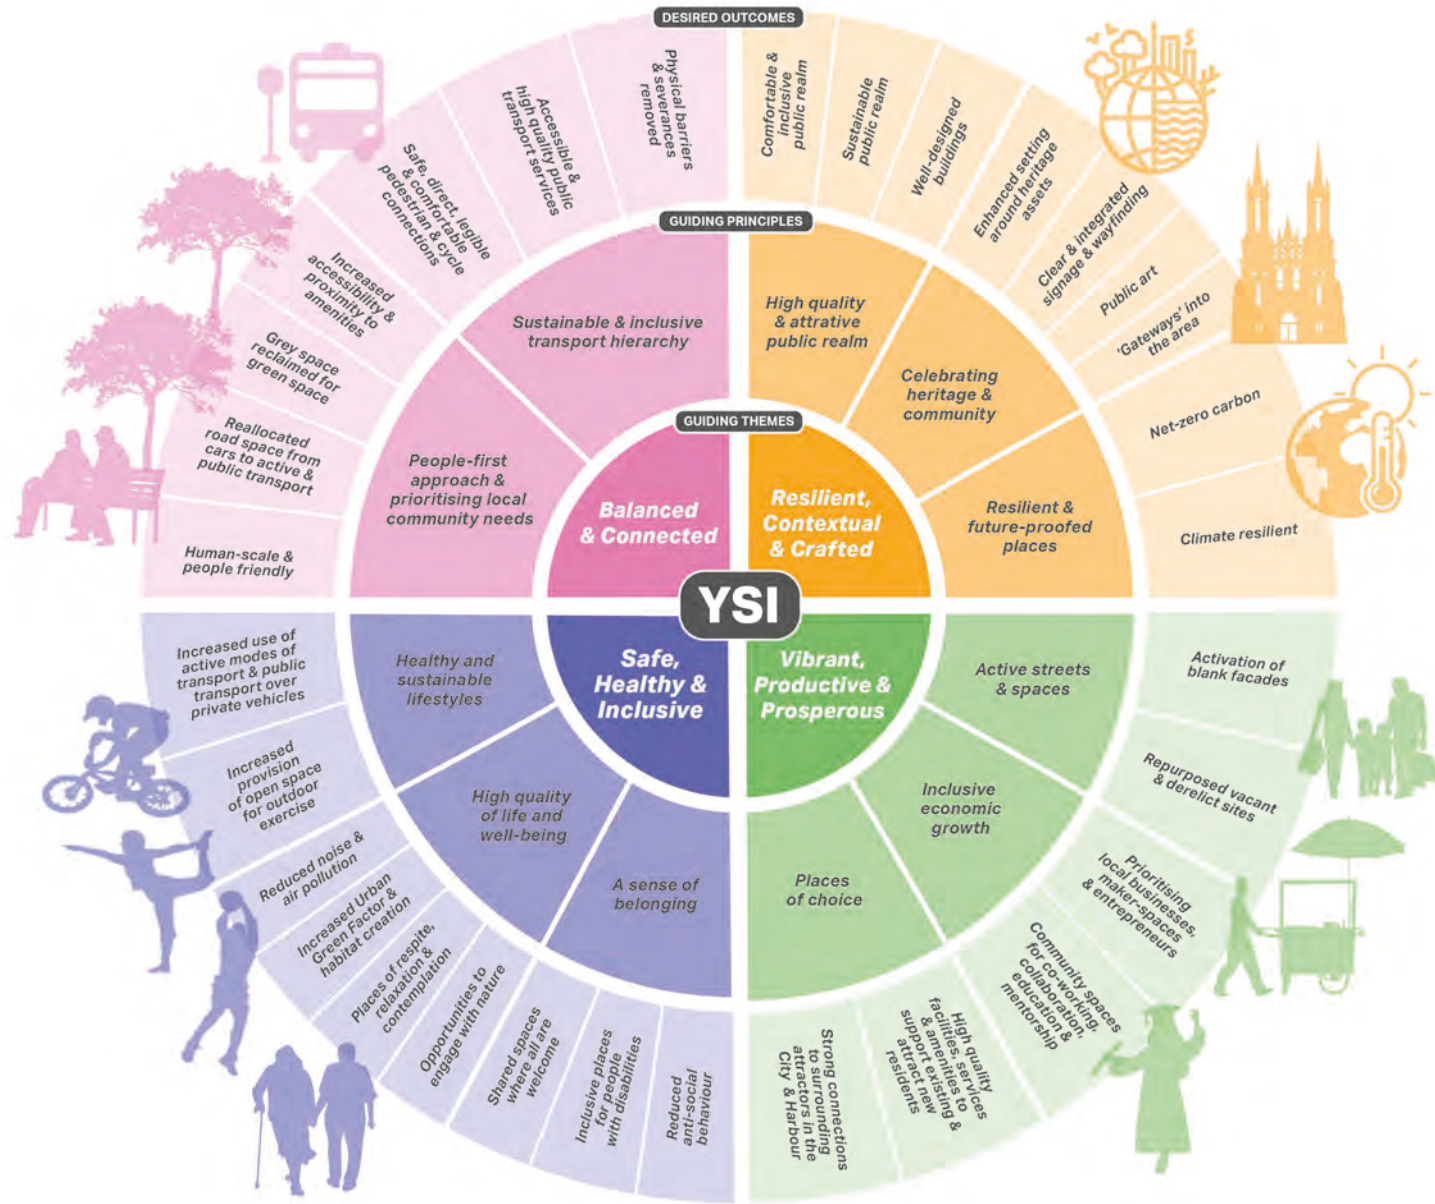 DESIRED OUTCOMES
Physical barriers
& severances
removed
Accessible &
high quality public
transport services
Safe, direct, legible
& comfortable
pedestrian & cycle
connections
Increased
accessibility &
proximity to
amenities
Grey space
reclaimed for
green space
Reallocated
road space from
cars to active &
public transport
Human-scale &
people friendly
Comfortable &
inclusive
public realm
Sustainable
public realm
Well-designed
buildings
Enhanced setting
around heritage
assets
Clear & integrated
signage & wayfinding
Public art
'Gateways' into
the area
Net-zero carbon
Climate resilient
GUIDING PRINCIPLES
Sustainable & inclusive
transport hierarchy
People-first
approach &
prioritising local
community needs
High quality
& attrative
public realm
Celebrating
heritage &
community
Resilient &
future-proofed
places
GUIDING THEMES
Balanced
& Connected
Resilient,
Contextual
& Crafted
YSI
Safe,
Healthy &
Inclusive
Vibrant,
Productive &
Prosperous
Healthy and
sustainable
lifestyles
High quality
of life and
well-being
A sense of
belonging
Active streets
& spaces
Inclusive
economic
growth
Places
of choice
Increased use of
active modes of
transport & public
transport over
private vehicles
Increased
provision
of open space
for outdoor
exercise
Reduced noise &
air pollution
Increased Urban
Green Factor &
habitat creation
Places of respite,
relaxation &
contemplation
Opportunities to
engage with nature
Shared spaces
where all are
welcome
Inclusive places
for people
with disabilities
Reduced
anti-social
behaviour
Activation of
blank facades
Repurposed vacant
& derelict sites
Prioritising
local businesses,
maker-spaces
& entrepreneurs
Community spaces
for co-working,
collaboration,
education &
mentorship
High quality
facilities, services
& amenities to
support existing &
attract new
residents
Strong connections
to surrounding
attractors in the
City & Harbour